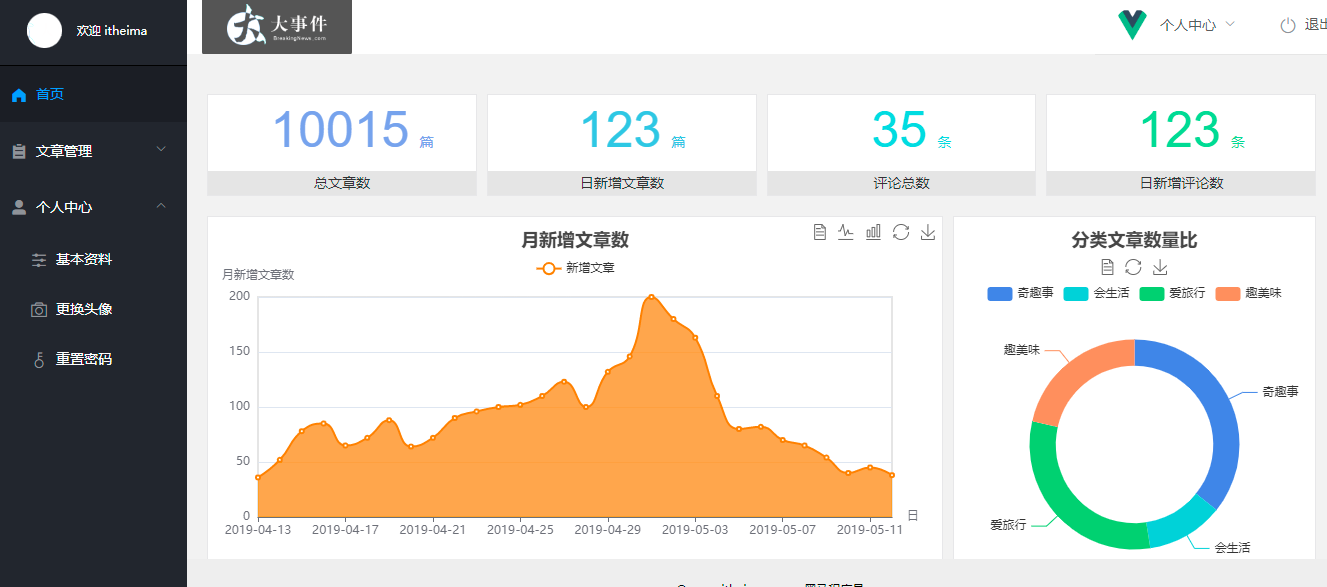 欢迎 itheima
首页
文章管理
个人中心
基本资料
更换头像
重置密码
大事件
BreakingNews_com
个人中心
退出
10015 篇
总文章数
123 篇
日新增文章数
35 条
评论总数
123 条
日新增评论数
月新增文章数
新增文章
月新增文章数
200
150
100
50
0
2019-04-13 2019-04-17 2019-04-21 2019-04-25 2019-04-29 2019-05-03 2019-05-07 2019-05-11
日
分类文章数量比
奇趣事 会生活 爱旅行 趣美味
趣美味
奇趣事
爱旅行
会生活